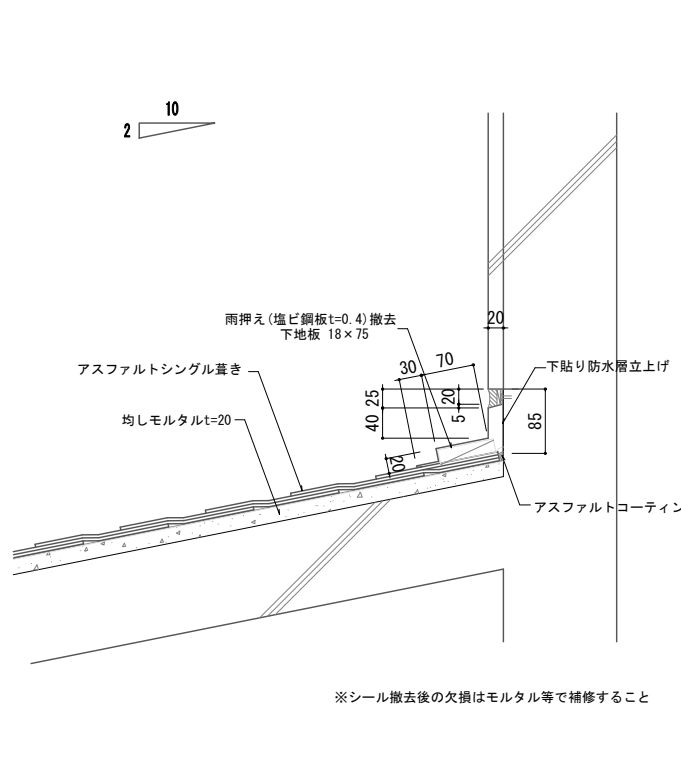 10
2
20
雨押え(塩ビ鋼板t=0.4)撤去
下地板 18×75
アスファルトシングル葺き
均しモルタルt=20
30
70
下貼り防水層立上げ
25
20
40
5
85
20
アスファルトコーティン
※シール撤去後の欠損はモルタル等で補修すること